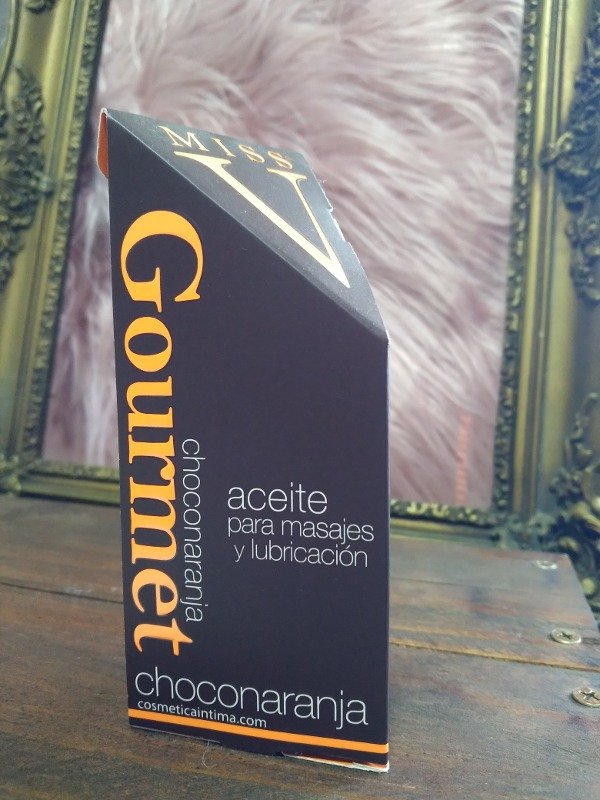 MISS
V
Gourmet
choconaranja
aceite
para masajes
y lubricación
choconaranja
cosmeticaintima.com